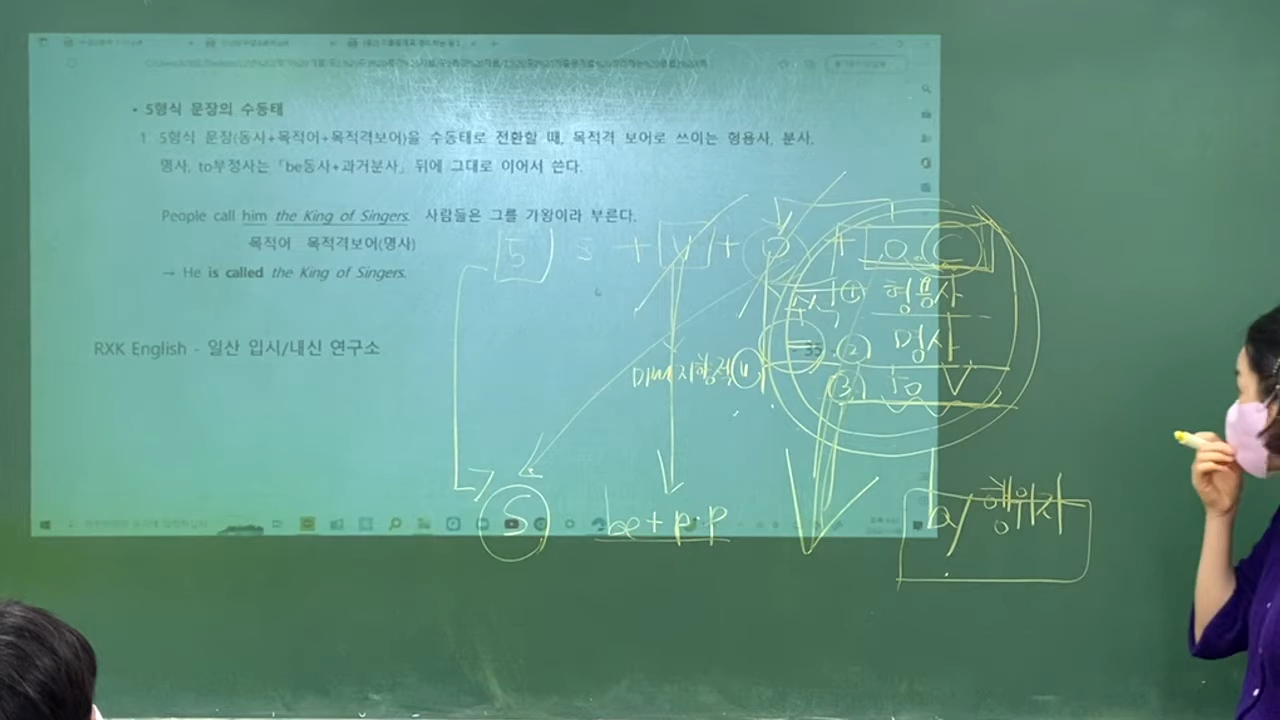 • 5형식 문장의 수동태
1 5형식 문장(동사+목적어+목적격보어)을 수동태로 전환할 때, 목적격 보어로 쓰이는 형용사, 분사,
명사, to부정사는 「be동사+과거분사」 뒤에 그대로 이어서 쓴다.
People call him the King of Singers. 사람들은 그를 가왕이라 부른다.
목적어 목적격보어(명사)
→ He is called the King of Singers.
RXK English - 일산 입시/내신 연구소
35
5 S + V + O + O.C
수식 ① 형용사
= ② 명사
③ to V
S be + p.p by 행위자